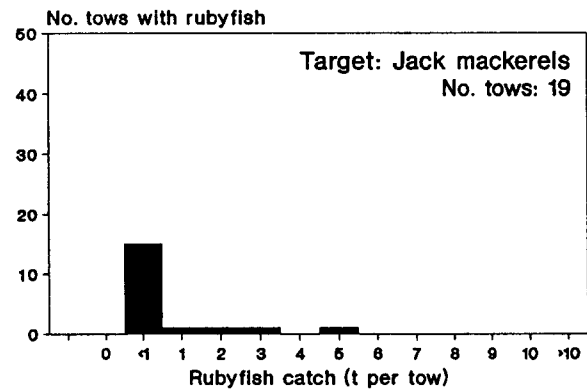 No. tows with rubyfish
Target: Jack mackerels
No. tows: 19
50
40
30
20
10
0
0 <1 1 2 3 4 5 6 7 8 9 10 >10
Rubyfish catch (t per tow)